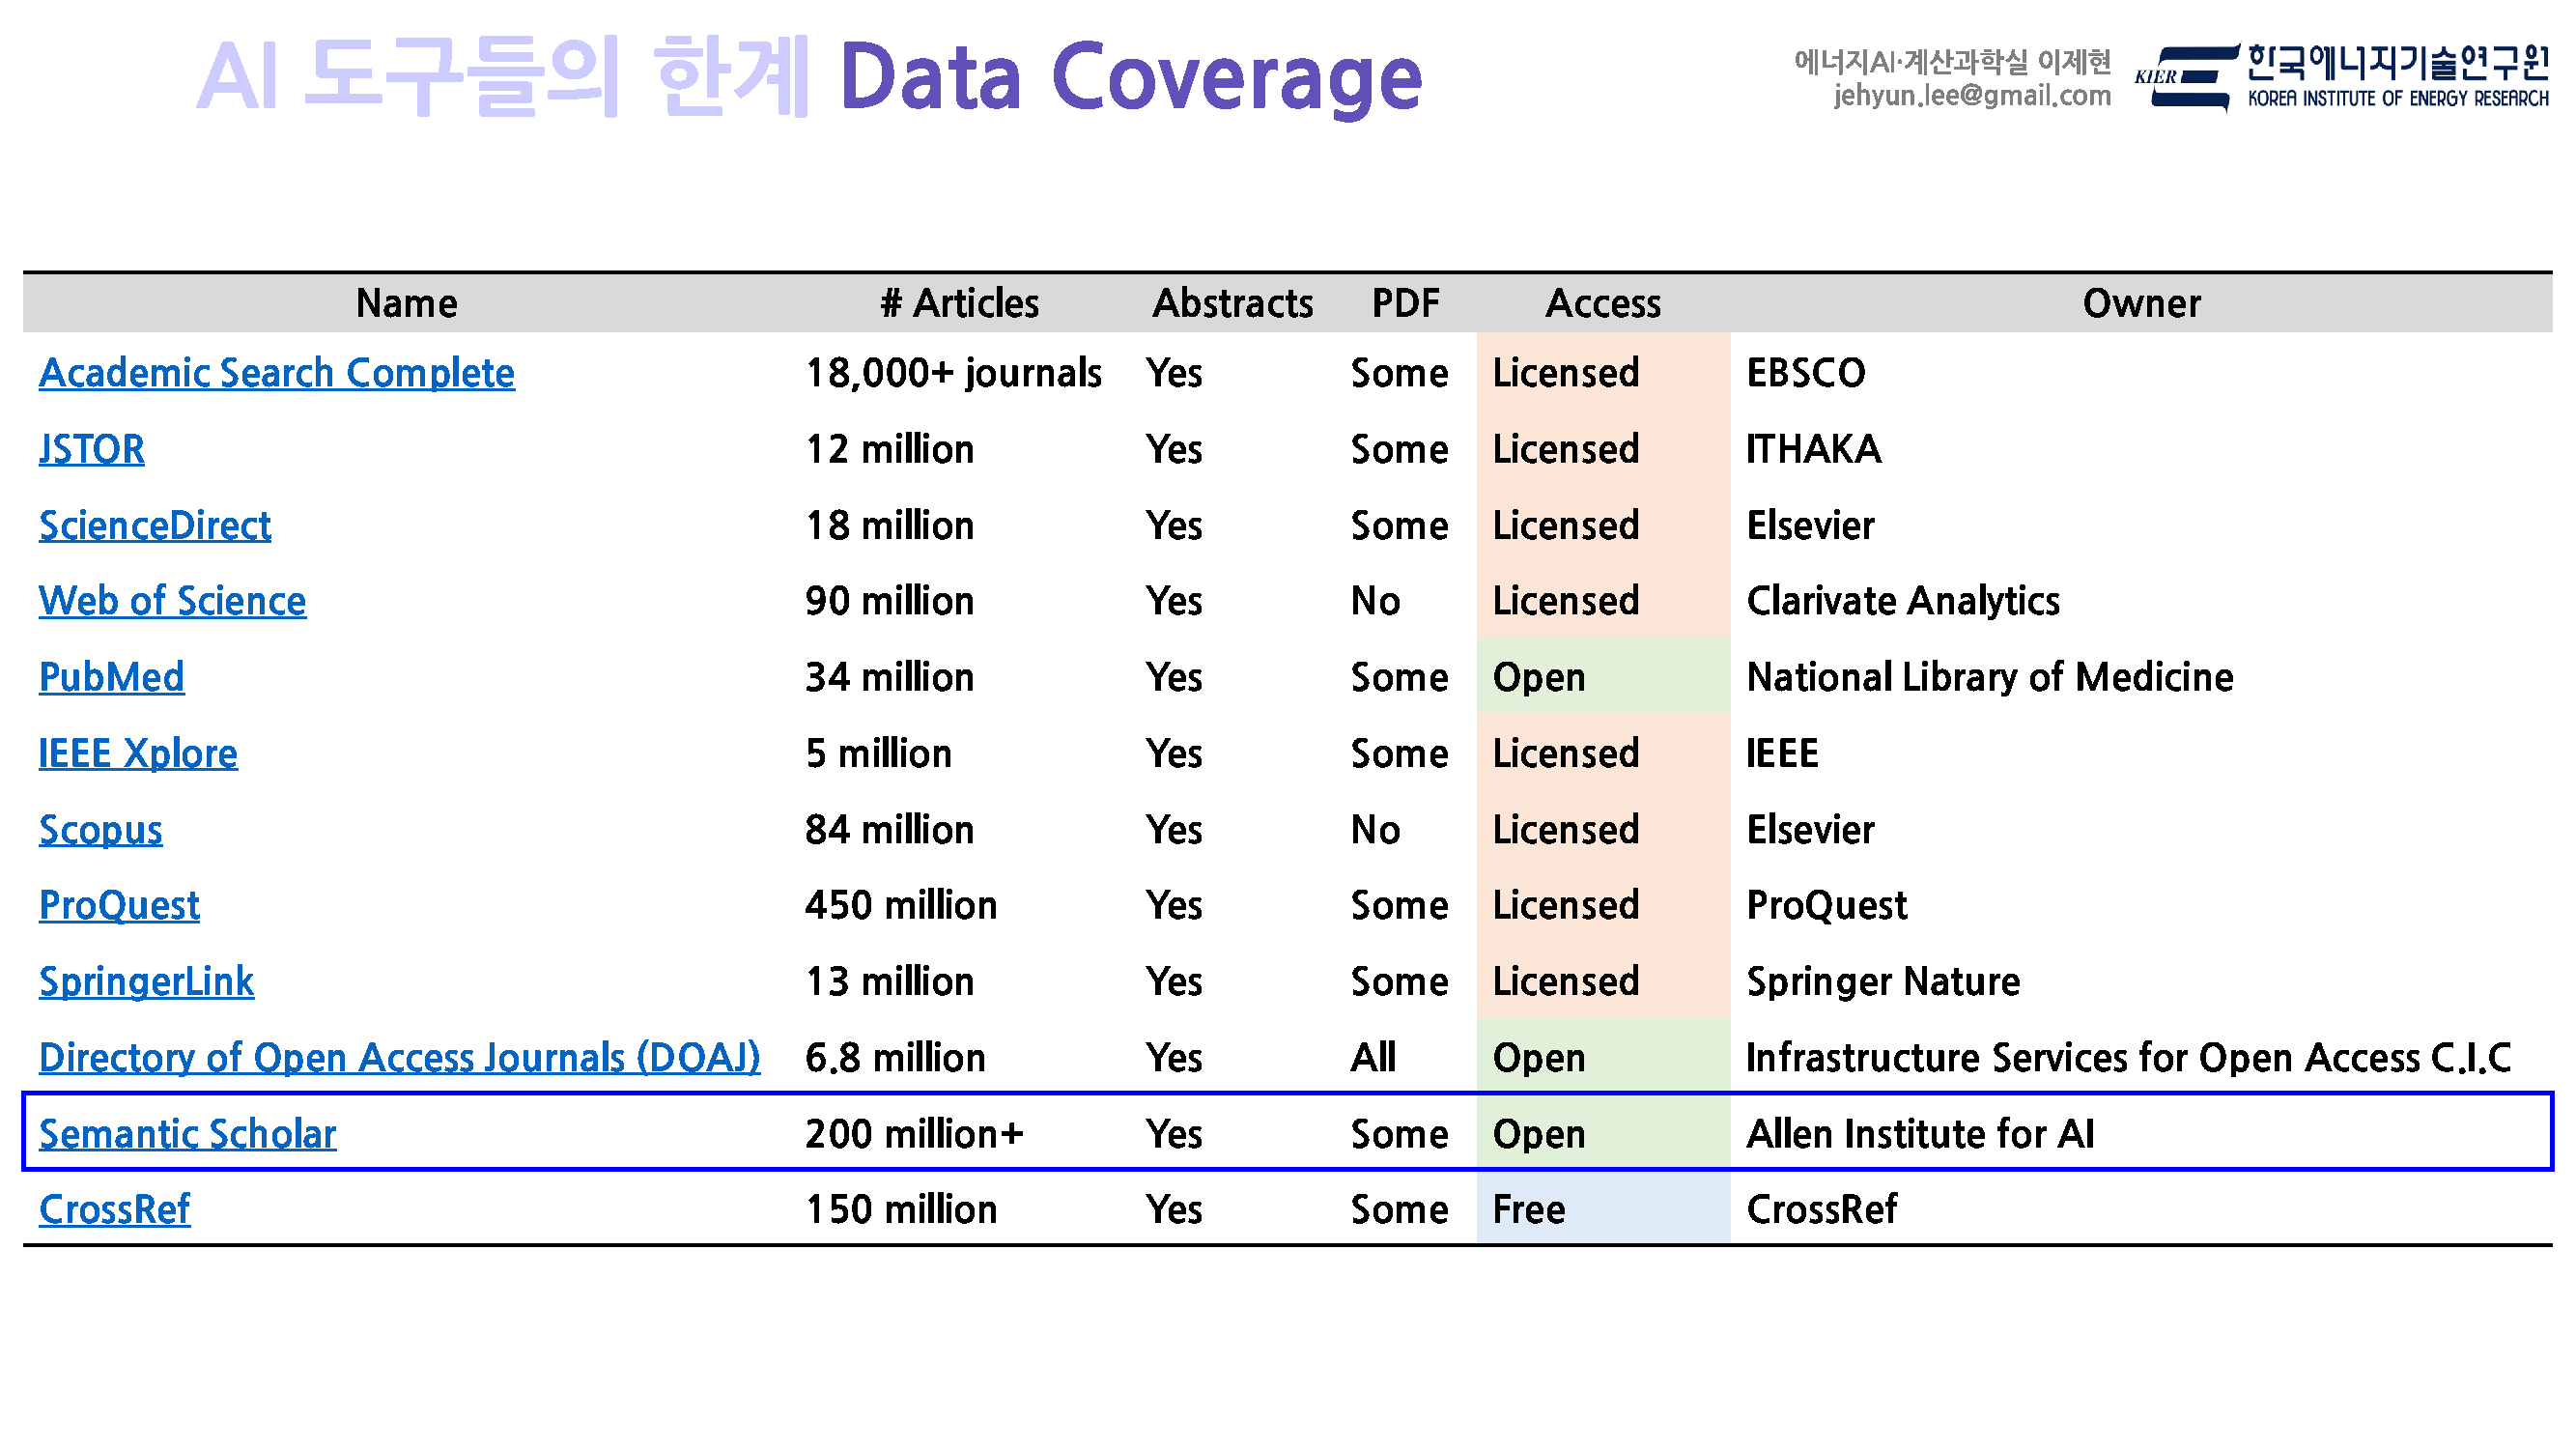 AI 도구들의 한계 Data Coverage
에너지AI·계산과학실 이제현
jehyun.lee@gmail.com
KIER
한국에너지기술연구원
KOREA INSTITUTE OF ENERGY RESEARCH
Name # Articles Abstracts PDF Access Owner
Academic Search Complete 18,000+ journals Yes Some Licensed EBSCO
JSTOR 12 million Yes Some Licensed ITHAKA
ScienceDirect 18 million Yes Some Licensed Elsevier
Web of Science 90 million Yes No Licensed Clarivate Analytics
PubMed 34 million Yes Some Open National Library of Medicine
IEEE Xplore 5 million Yes Some Licensed IEEE
Scopus 84 million Yes No Licensed Elsevier
ProQuest 450 million Yes Some Licensed ProQuest
SpringerLink 13 million Yes Some Licensed Springer Nature
Directory of Open Access Journals (DOAJ) 6.8 million Yes All Open Infrastructure Services for Open Access C.I.C
Semantic Scholar 200 million+ Yes Some Open Allen Institute for AI
CrossRef 150 million Yes Some Free CrossRef